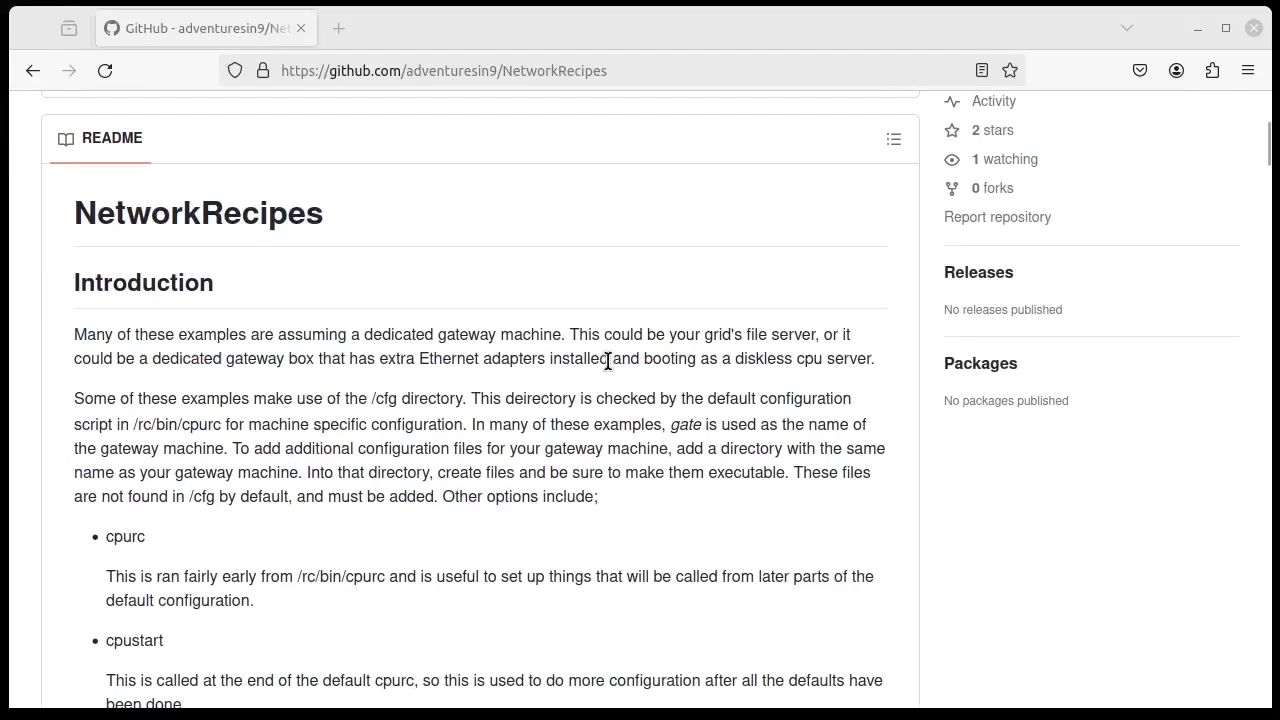 GitHub - adventuresin9/Net
https://github.com/adventuresin9/NetworkRecipes
Activity
README
2 stars
1 watching
0 forks
Report repository
NetworkRecipes
Releases
No releases published
Introduction
Many of these examples are assuming a dedicated gateway machine. This could be your grid's file server, or it
could be a dedicated gateway box that has extra Ethernet adapters installed and booting as a diskless cpu server.
Packages
No packages published
Some of these examples make use of the /cfg directory. This deirectory is checked by the default configuration
script in /rc/bin/cpurc for machine specific configuration. In many of these examples, gate is used as the name of
the gateway machine. To add additional configuration files for your gateway machine, add a directory with the same
name as your gateway machine. Into that directory, create files and be sure to make them executable. These files
are not found in /cfg by default, and must be added. Other options include;
• cpurc
This is ran fairly early from /rc/bin/cpurc and is useful to set up things that will be called from later parts of the
default configuration.
• cpustart
This is called at the end of the default cpurc, so this is used to do more configuration after all the defaults have
been done